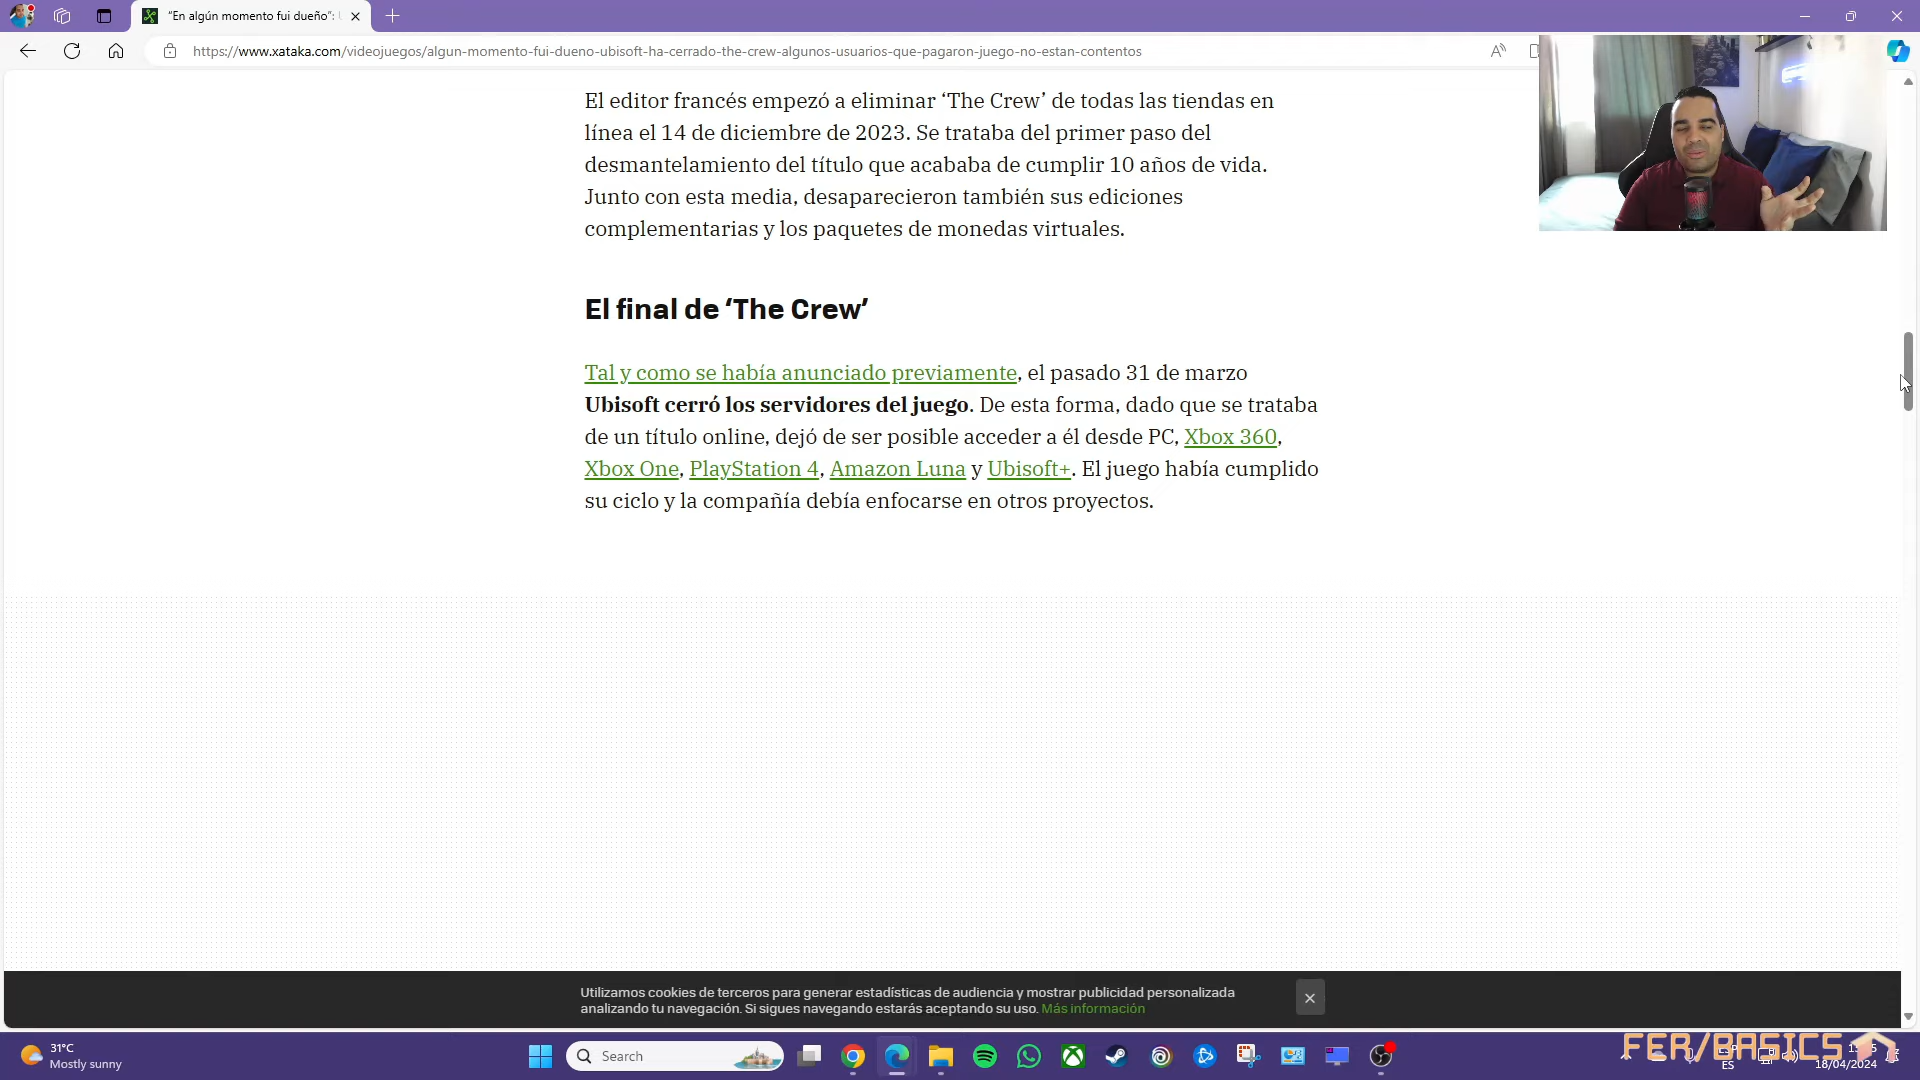 "En algún momento fui dueño":
https://www.xataka.com/videojuegos/algun-momento-fui-dueno-ubisoft-ha-cerrado-the-crew-algunos-usuarios-que-pagaron-juego-no-estan-contentos
El editor francés empezó a eliminar ‘The Crew’ de todas las tiendas en
línea el 14 de diciembre de 2023. Se trataba del primer paso del
desmantelamiento del título que acababa de cumplir 10 años de vida.
Junto con esta media, desaparecieron también sus ediciones
complementarias y los paquetes de monedas virtuales.
El final de ‘The Crew’
Tal y como se había anunciado previamente, el pasado 31 de marzo
Ubisoft cerró los servidores del juego. De esta forma, dado que se trataba
de un título online, dejó de ser posible acceder a él desde PC, Xbox 360,
Xbox One, PlayStation 4, Amazon Luna y Ubisoft+. El juego había cumplido
su ciclo y la compañía debía enfocarse en otros proyectos.
Utilizamos cookies de terceros para generar estadísticas de audiencia y mostrar publicidad personalizada
analizando tu navegación. Si sigues navegando estarás aceptando su uso. Más información
31°C
Mostly sunny
Search
FER/BASICS
ES
18/04/2024